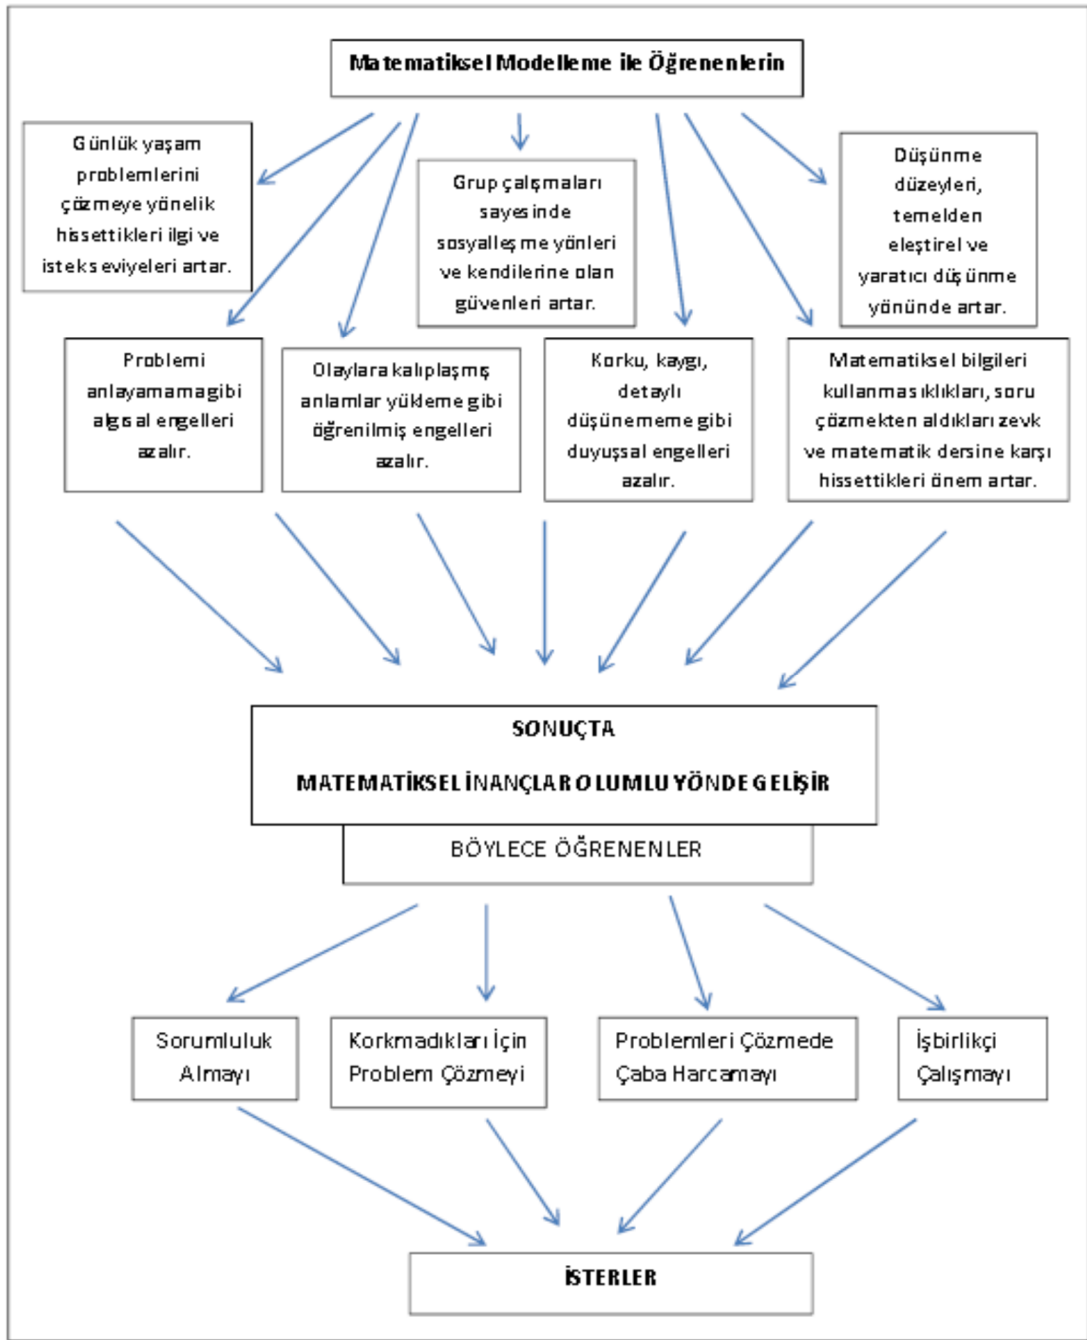 Matematiksel Modelleme ile Öğrenenlerin
Günlük yaşam
problemlerini
çözmeye yönelik
hissettikleri ilgi ve
istek seviyeleri artar.
Grup çalışmaları
sayesinde
sosyalleşme yönleri
ve kendilerine olan
güvenleri artar.
Düşünme
düzeyleri,
temelden
eleştirel ve
yaratıcı düşünme
yönünde artar.
Problemi
anlayamama gibi
algısal engelleri
azalır.
Olaylara kalıplaşmış
anlamlar yükleme gibi
öğrenilmiş engelleri
azalır.
Korku, kaygı,
detaylı
düşünememe gibi
duyuşsal engelleri
azalır.
Matematiksel bilgileri
kullanma sıklıkları, soru
çözmekten aldıkları zevk
ve matematik dersine karşı
hissettikleri önem artar.
SONUÇTA
MATEMATİKSEL İNANÇLAR OLUMLU YÖNDE GELİŞİR
BÖYLECE ÖĞRENENLER
Sorumluluk
Almayı
Korkmadıkları İçin
Problem Çözmeyi
Problemleri Çözmede
Çaba Harcamayı
İşbirlikçi
Çalışmayı
İSTERLER